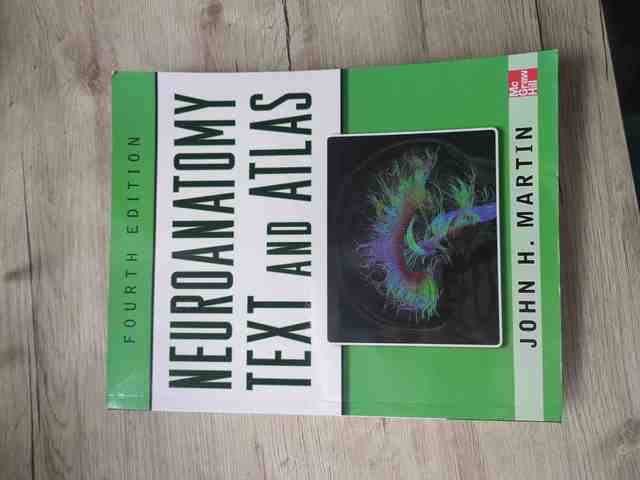 FOURTH EDITION
NEUROANATOMY
TEXT AND ATLAS
Mc
Graw
Hill
JOHN H. MARTIN